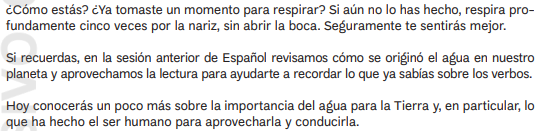 ¿Cómo estás? ¿Ya tomaste un momento para respirar? Si aún no lo has hecho, respira pro-
fundamente cinco veces por la nariz, sin abrir la boca. Seguramente te sentirás mejor.
Si recuerdas, en la sesión anterior de Español revisamos cómo se originó el agua en nuestro
planeta y aprovechamos la lectura para ayudarte a recordar lo que ya sabías sobre los verbos.
Hoy conocerás un poco más sobre la importancia del agua para la Tierra y, en particular, lo
que ha hecho el ser humano para aprovecharla y conducirla.